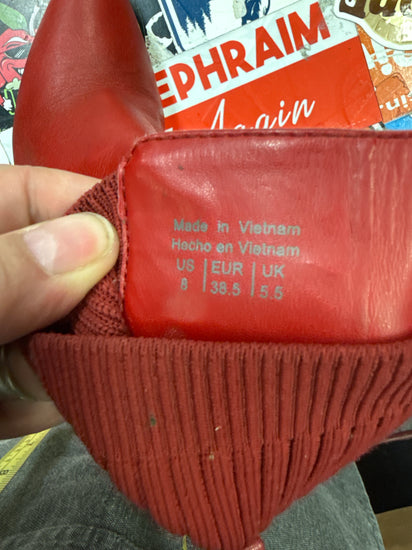 EPHRAIM
Again
Made in Vietnam
Hecho en Vietnam
US | EUR | UK
8 | 38.5 | 5.5